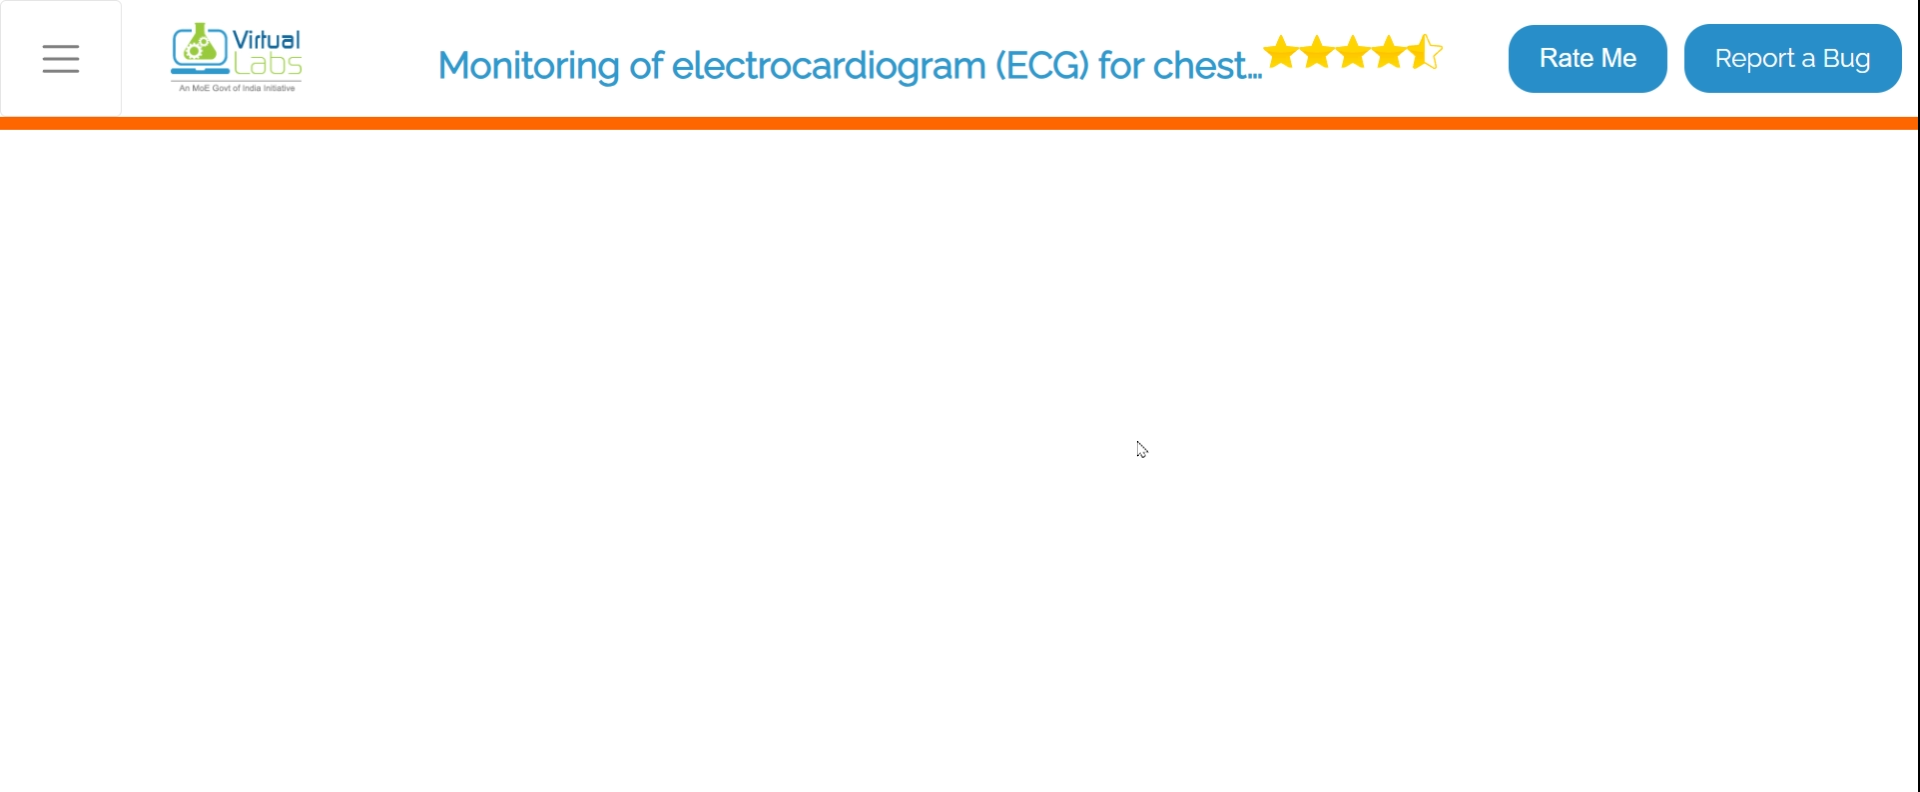 Virtual
Labs
An MoE Govt of India Initiative
Monitoring of electrocardiogram (ECG) for chest...
Rate Me
Report a Bug